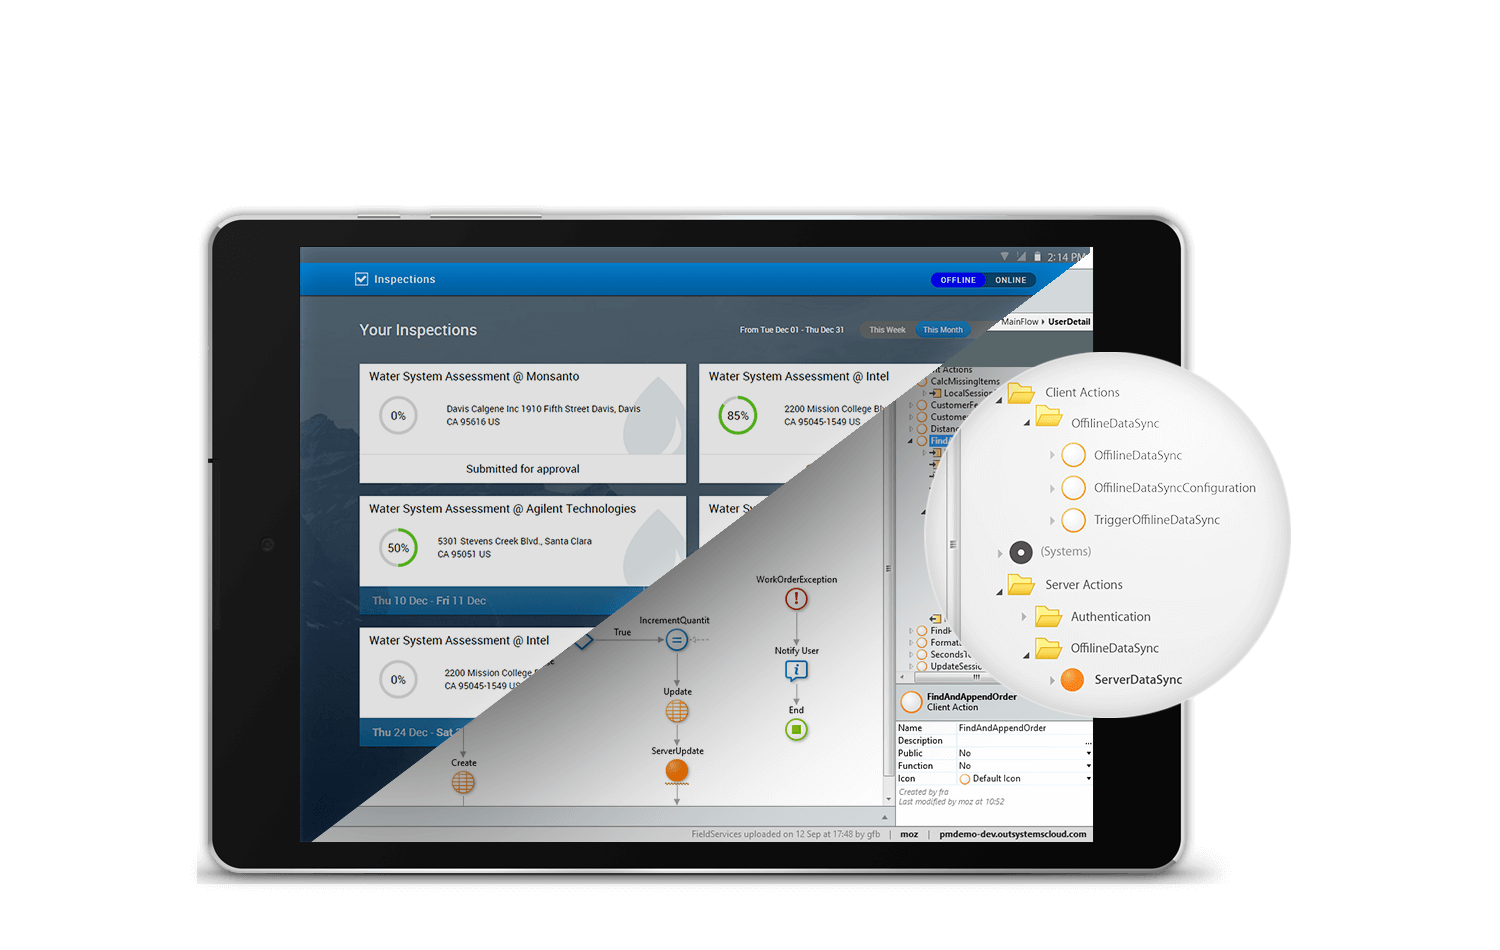 2:14 PM
Inspections
OFFLINE ONLINE
Your Inspections
From Tue Dec 01 - Thu Dec 31
This Week This Month
Water System Assessment @ Monsanto
0%
Davis Calgene Inc 1910 Fifth Street Davis, Davis
CA 95616 US
Submitted for approval
Water System Assessment @ Intel
85%
2200 Mission College
CA 95045-1549 US
Water System Assessment @ Agilent Technologies
50%
5301 Stevens Creek Blvd., Santa Clara
CA 95051 US
Thu 10 Dec - Fri 11 Dec
Water
Water System Assessment @ Intel
0%
2200 Mission College
CA 95045-1549 US
Thu 24 Dec - Sat
True
IncrementQuantit
Update
ServerUpdate
Create
WorkOrderException
Notify User
End
MainFlow UserDetail
Actions
CalcMissingItems
LocalSession
CustomerFe
Custome
Distan
Find
Find
Format
SecondsTo
UpdateSessi
Client Actions
OffilineDataSync
OffilineDataSync
OffilineDataSyncConfiguration
TriggerOffilineDataSync
(Systems)
Server Actions
Authentication
OffilineDataSync
ServerDataSync
FindAndAppendOrder
Client Action
Name FindAndAppendOrder
Description ...
Public No
Function No
Icon Default Icon
Created by fra
Last modified by moz at 10:52
FieldServices uploaded on 12 Sep at 17:48 by gfb | moz | pmdemo-dev.outsystemscloud.com